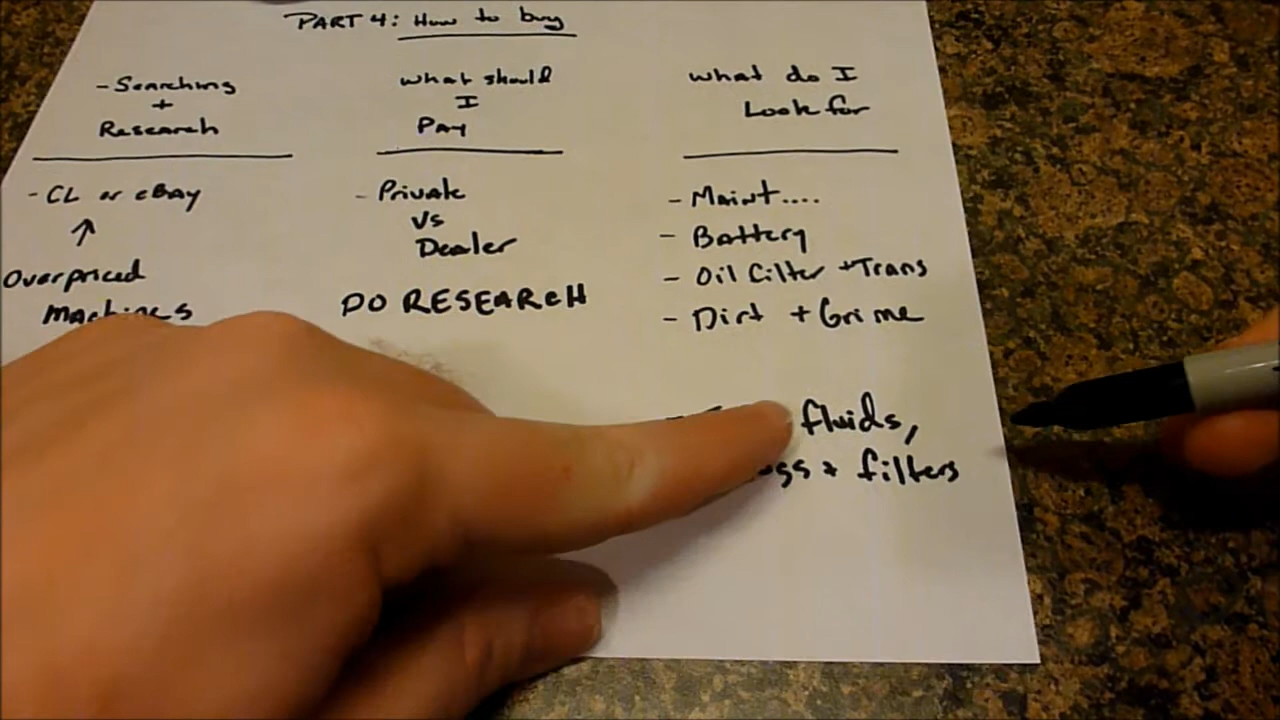 PART 4: How to buy
- Searching
+
Research
- CL or eBay
↑
Overpriced
machines
what should
I
Pay
- Private
Vs
Dealer
DO RESEARCH
what do I
Look for
- Maint....
- Battery
- Oil Cilter + Trans
- Dirt + Grime
fluids,
+ filters